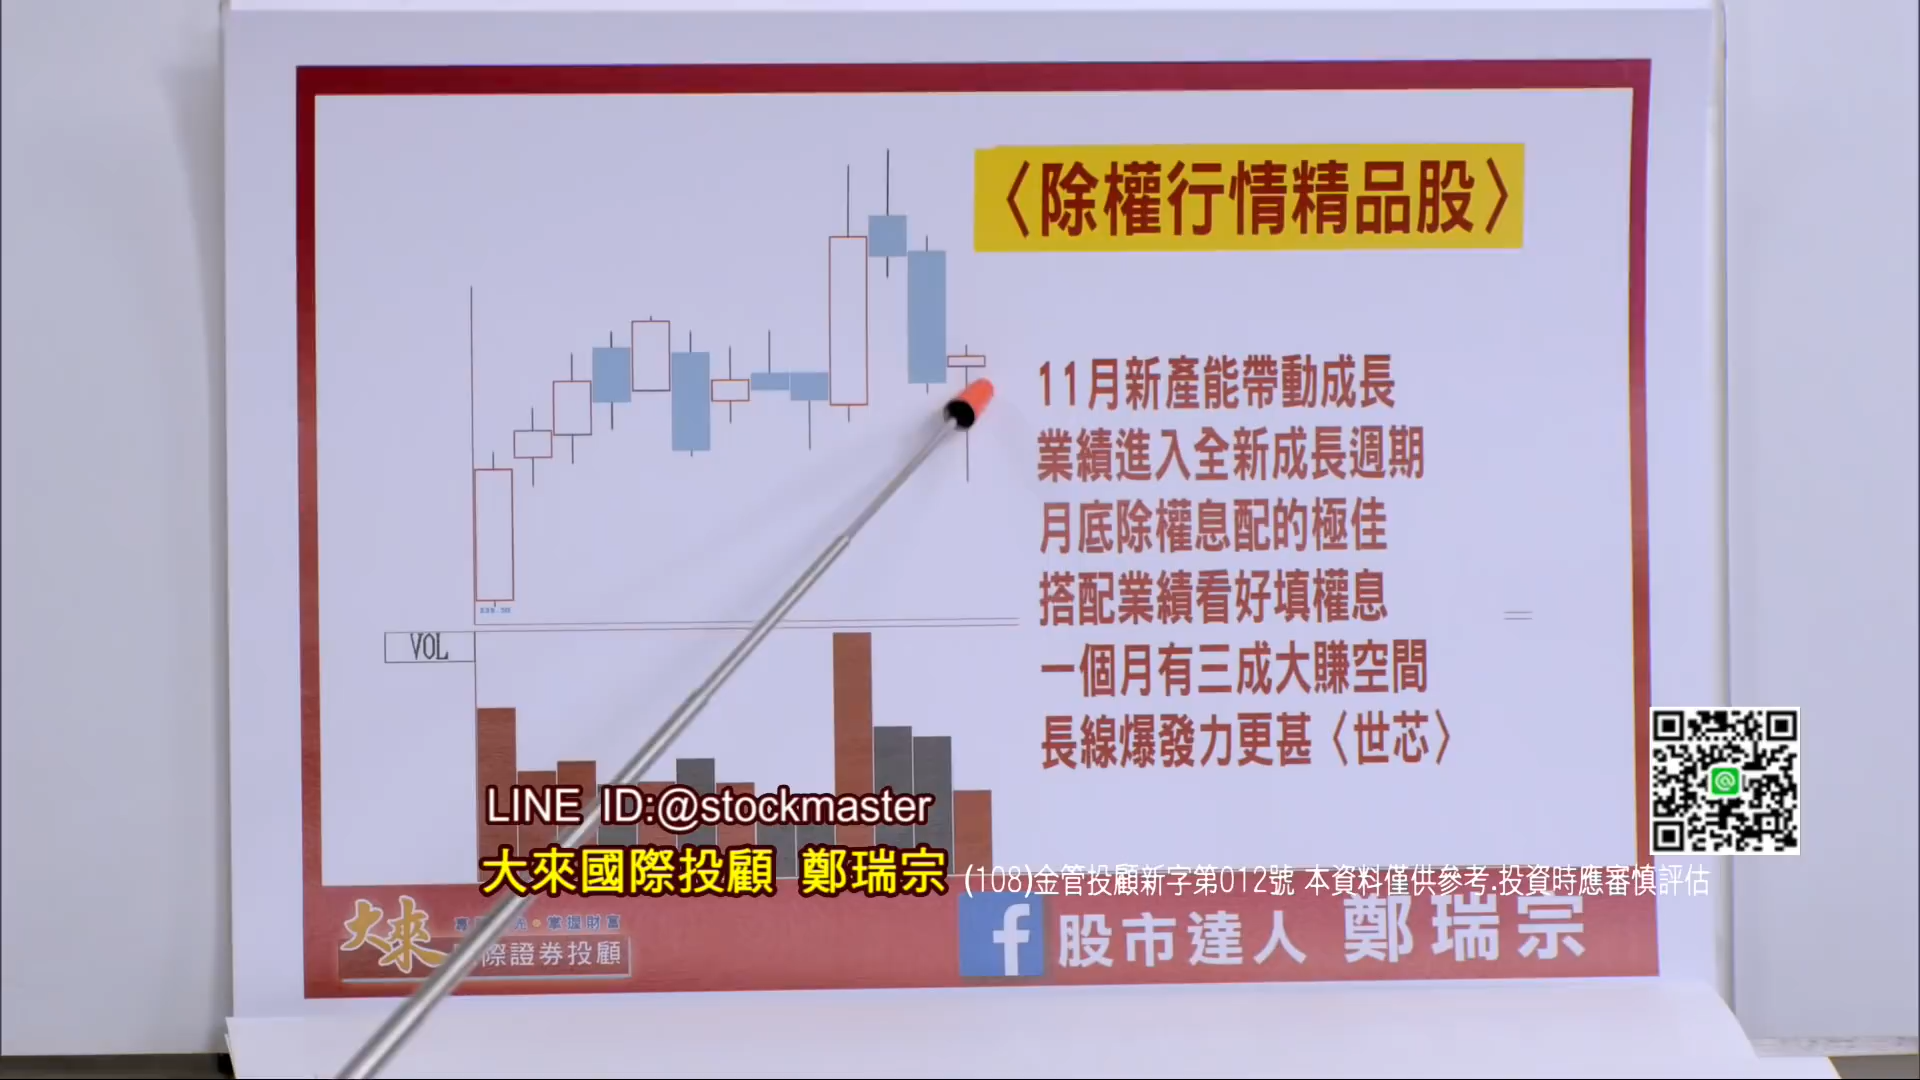 〈除權行情精品股〉
11月新產能帶動成長
業績進入全新成長週期
月底除權息配的極佳
搭配業績看好填權息
一個月有三成大賺空間
長線爆發力更甚〈世芯〉
VOL
LINE ID:@stockmaster
大來國際投顧 鄭瑞宗
(108)金管投顧新字第012號 本資料僅供參考.投資時應審慎評估
大來
掌握財富
際證券投顧
f 股市達人 鄭瑞宗